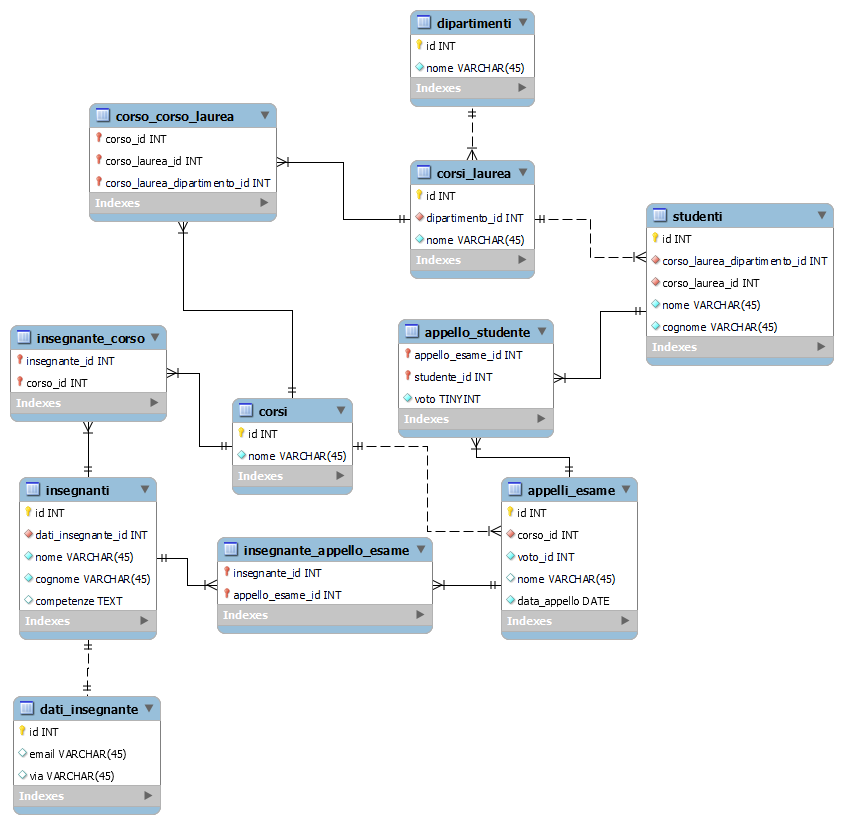 dipartimenti
id INT
nome VARCHAR(45)
Indexes
corso_corso_laurea
corso_id INT
corso_laurea_id INT
corso_laurea_dipartimento_id INT
Indexes
corsi_laurea
id INT
dipartimento_id INT
nome VARCHAR(45)
Indexes
studenti
id INT
corso_laurea_dipartimento_id INT
corso_laurea_id INT
nome VARCHAR(45)
cognome VARCHAR(45)
Indexes
insegnante_corso
insegnante_id INT
corso_id INT
Indexes
appello_studente
appello_esame_id INT
studente_id INT
voto TINYINT
Indexes
corsi
id INT
nome VARCHAR(45)
Indexes
insegnanti
id INT
dati_insegnante_id INT
nome VARCHAR(45)
cognome VARCHAR(45)
competenze TEXT
Indexes
insegnante_appello_esame
insegnante_id INT
appello_esame_id INT
Indexes
appelli_esame
id INT
corso_id INT
voto_id INT
nome VARCHAR(45)
data_appello DATE
Indexes
dati_insegnante
id INT
email VARCHAR(45)
via VARCHAR(45)
Indexes